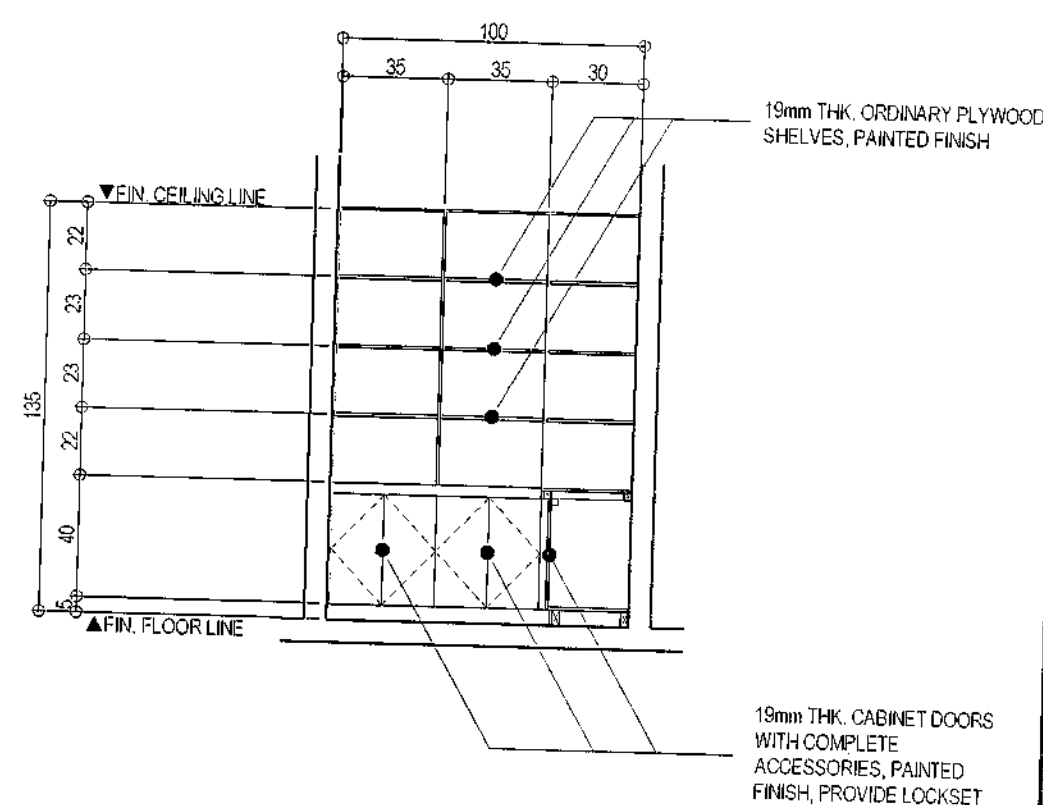 100
35 35 30
19mm THK. ORDINARY PLYWOOD
SHELVES, PAINTED FINISH
▼FIN. CEILING LINE
22
23
23
135
22
40
5
▲FIN. FLOOR LINE
19mm THK. CABINET DOORS
WITH COMPLETE
ACCESSORIES, PAINTED
FINISH, PROVIDE LOCKSET